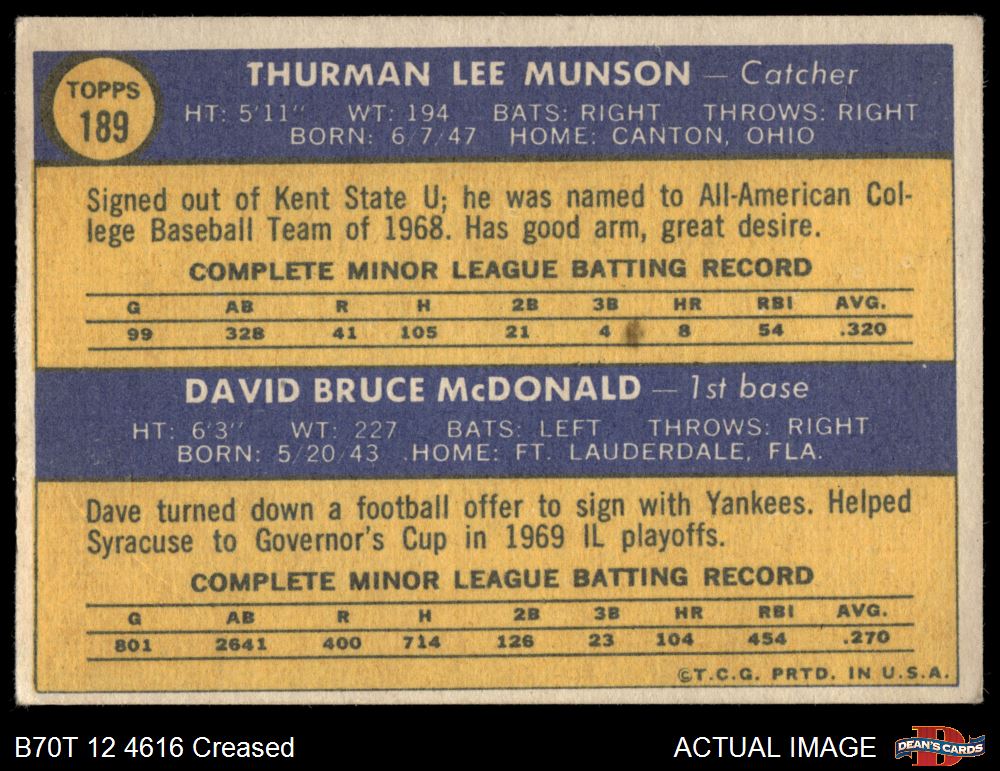 TOPPS
189
THURMAN LEE MUNSON — Catcher
HT: 5'11" WT: 194 BATS: RIGHT THROWS: RIGHT
BORN: 6/7/47 HOME: CANTON, OHIO
Signed out of Kent State U; he was named to All-American Col-
lege Baseball Team of 1968. Has good arm, great desire.
COMPLETE MINOR LEAGUE BATTING RECORD
G AB R H 2B 3B HR RBI AVG.
99 328 41 105 21 4 8 54 .320
DAVID BRUCE McDONALD — 1st base
HT: 6'3" WT: 227 BATS: LEFT THROWS: RIGHT
BORN: 5/20/43 .HOME: FT. LAUDERDALE, FLA.
Dave turned down a football offer to sign with Yankees. Helped
Syracuse to Governor's Cup in 1969 IL playoffs.
COMPLETE MINOR LEAGUE BATTING RECORD
G AB R H 2B 3B HR RBI AVG.
801 2641 400 714 126 23 104 454 .270
©T.C.G. PRTD. IN U.S.A.
B70T 12 4616 Creased
ACTUAL IMAGE
D
DEAN'S CARDS